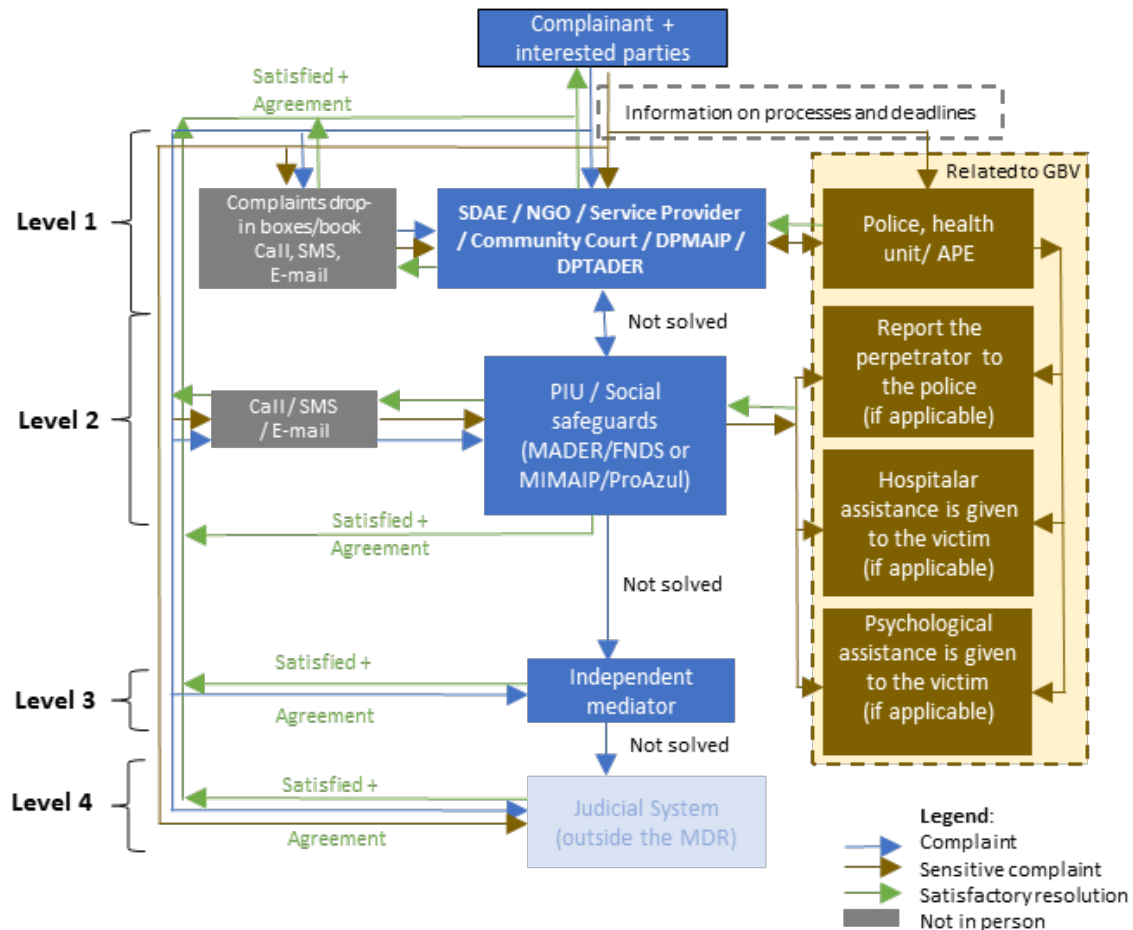 Complainant +
interested parties
Satisfied +
Agreement
Information on processes and deadlines
Level 1
Complaints drop-
in boxes/book
Call, SMS,
E-mail
SDAE / NGO / Service Provider
/ Community Court / DPMAIP /
DPTADER
Related to GBV
Police, health
unit/ APE
Not solved
Level 2
Call / SMS
/ E-mail
PIU / Social
safeguards
(MADER/FNDS or
MIMAIP/ProAzul)
Report the
perpetrator to
the police
(if applicable)
Hospitalar
assistance is given
to the victim
(if applicable)
Satisfied +
Agreement
Not solved
Psychological
assistance is given
to the victim
(if applicable)
Level 3
Satisfied +
Agreement
Independent
mediator
Not solved
Level 4
Satisfied +
Agreement
Judicial System
(outside the MDR)
Legend:
Complaint
Sensitive complaint
Satisfactory resolution
Not in person